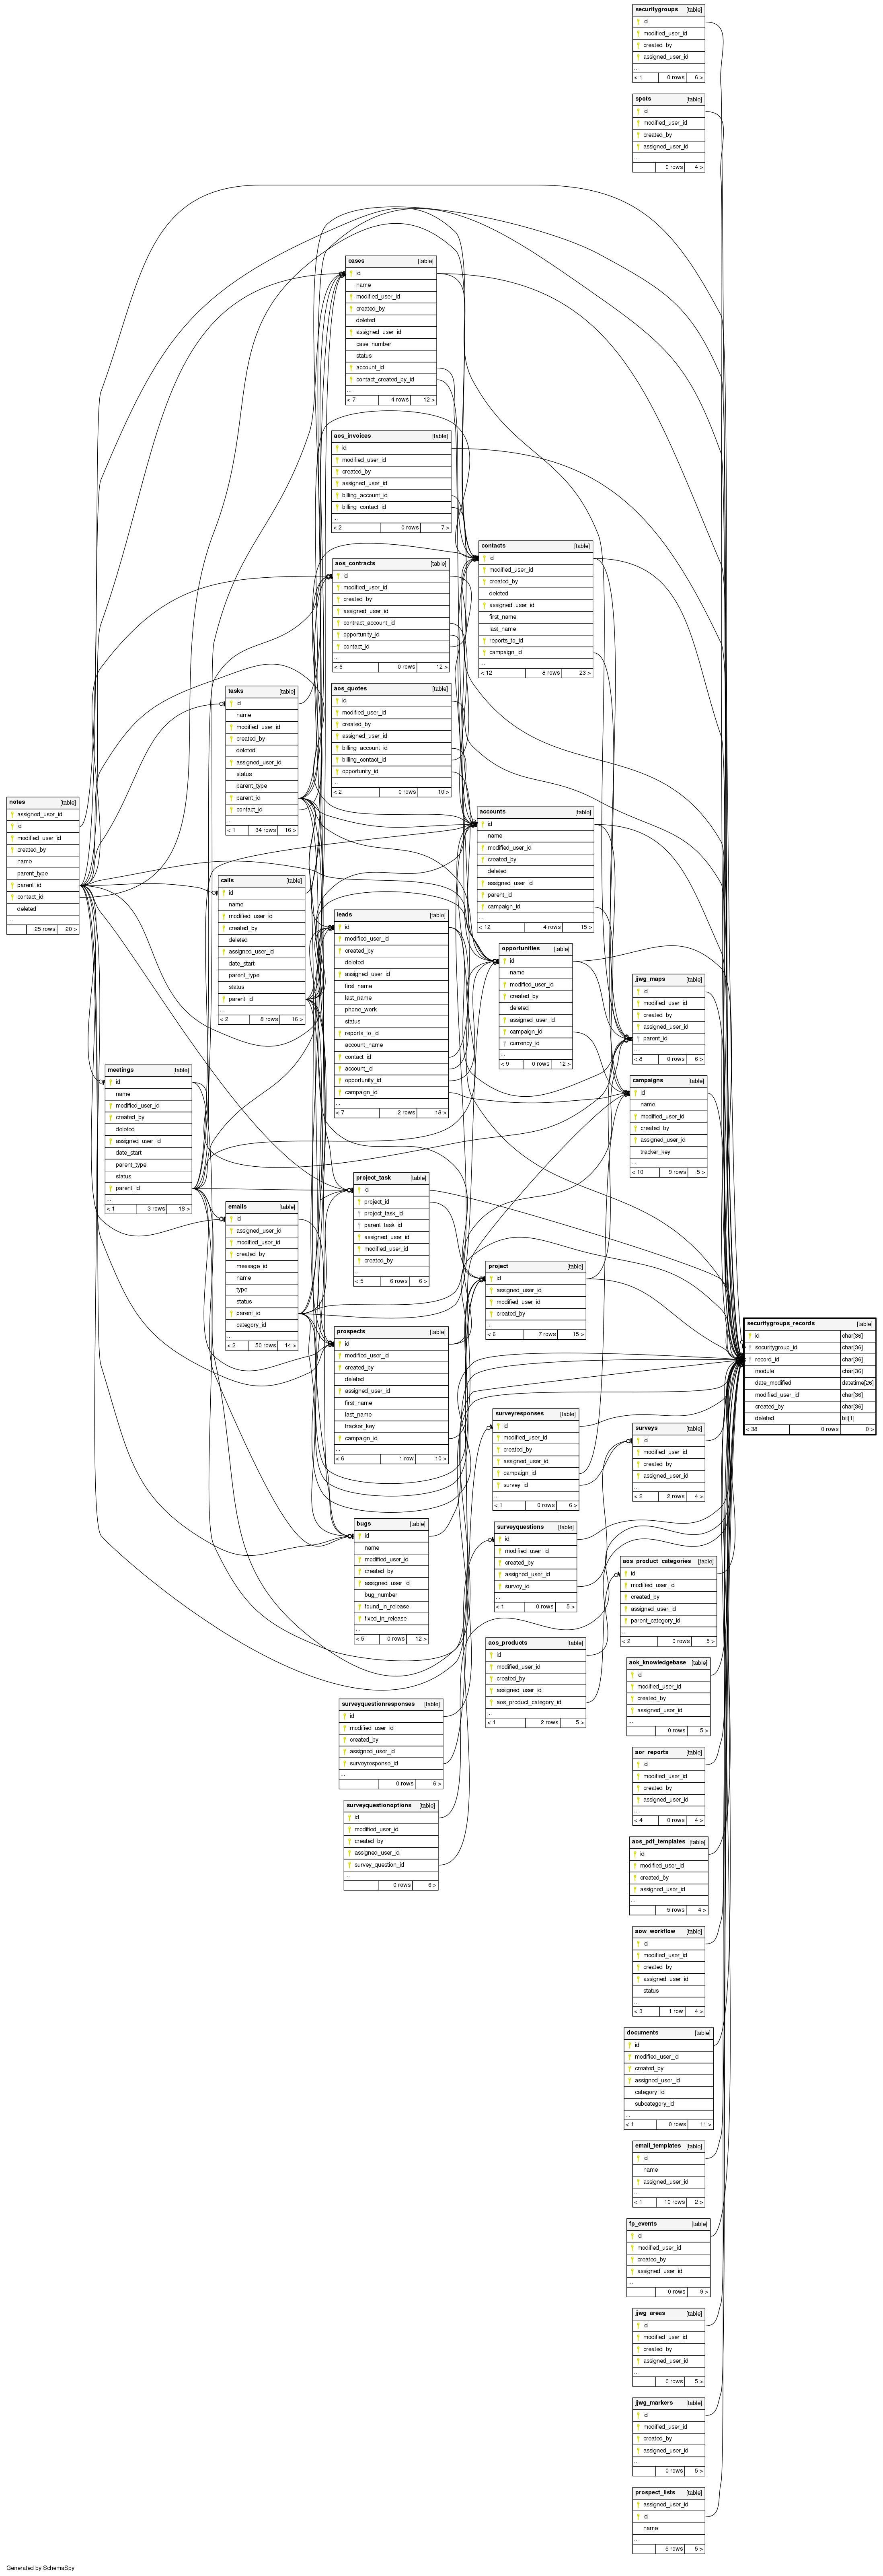 securitygroups [table]
id
modified_user_id
created_by
assigned_user_id
...
< 1 0 rows 6 >
spots [table]
id
modified_user_id
created_by
assigned_user_id
...
0 rows 4 >
cases [table]
id
name
modified_user_id
created_by
deleted
assigned_user_id
case_number
status
account_id
contact_created_by_id
...
< 7 4 rows 12 >
aos_invoices [table]
id
modified_user_id
created_by
assigned_user_id
billing_account_id
billing_contact_id
...
< 2 0 rows 7 >
contacts [table]
id
modified_user_id
created_by
deleted
assigned_user_id
first_name
last_name
reports_to_id
campaign_id
...
< 12 8 rows 23 >
aos_contracts [table]
id
modified_user_id
created_by
assigned_user_id
contract_account_id
opportunity_id
contact_id
...
< 6 0 rows 12 >
aos_quotes [table]
id
modified_user_id
created_by
assigned_user_id
billing_account_id
billing_contact_id
opportunity_id
...
< 2 0 rows 10 >
tasks [table]
id
name
modified_user_id
created_by
deleted
assigned_user_id
status
parent_type
parent_id
contact_id
...
< 1 34 rows 16 >
notes [table]
assigned_user_id
id
modified_user_id
created_by
name
parent_type
parent_id
contact_id
deleted
...
25 rows 20 >
accounts [table]
id
name
modified_user_id
created_by
deleted
assigned_user_id
parent_id
campaign_id
...
< 12 4 rows 15 >
calls [table]
id
name
modified_user_id
created_by
deleted
assigned_user_id
date_start
parent_type
status
parent_id
...
< 2 8 rows 16 >
leads [table]
id
modified_user_id
created_by
deleted
assigned_user_id
first_name
last_name
phone_work
status
reports_to_id
account_name
contact_id
account_id
opportunity_id
campaign_id
...
< 7 2 rows 18 >
opportunities [table]
id
name
modified_user_id
created_by
deleted
assigned_user_id
campaign_id
currency_id
...
< 9 0 rows 12 >
jjwg_maps [table]
id
modified_user_id
created_by
assigned_user_id
parent_id
...
< 8 0 rows 6 >
campaigns [table]
id
name
modified_user_id
created_by
assigned_user_id
tracker_key
...
< 10 9 rows 5 >
meetings [table]
id
name
modified_user_id
created_by
deleted
assigned_user_id
date_start
parent_type
status
parent_id
...
< 1 3 rows 18 >
project_task [table]
id
project_id
project_task_id
parent_task_id
assigned_user_id
modified_user_id
created_by
...
< 5 6 rows 6 >
emails [table]
id
assigned_user_id
modified_user_id
created_by
message_id
name
type
status
parent_id
category_id
...
< 2 50 rows 14 >
project [table]
id
assigned_user_id
modified_user_id
created_by
...
< 6 7 rows 15 >
securitygroups_records [table]
id char[36]
securitygroup_id char[36]
record_id char[36]
module char[36]
date_modified datetime[26]
modified_user_id char[36]
created_by char[36]
deleted bit[1]
< 38 0 rows 0 >
prospects [table]
id
modified_user_id
created_by
deleted
assigned_user_id
first_name
last_name
tracker_key
campaign_id
...
< 6 1 row 10 >
surveyresponses [table]
id
modified_user_id
created_by
assigned_user_id
campaign_id
survey_id
...
< 1 0 rows 6 >
surveys [table]
id
modified_user_id
created_by
assigned_user_id
...
< 2 2 rows 4 >
bugs [table]
id
name
modified_user_id
created_by
assigned_user_id
bug_number
found_in_release
fixed_in_release
...
< 5 0 rows 12 >
surveyquestions [table]
id
modified_user_id
created_by
assigned_user_id
survey_id
...
< 1 0 rows 5 >
aos_product_categories [table]
id
modified_user_id
created_by
assigned_user_id
parent_category_id
...
< 2 0 rows 5 >
aos_products [table]
id
modified_user_id
created_by
assigned_user_id
aos_product_category_id
...
< 1 2 rows 5 >
aok_knowledgebase [table]
id
modified_user_id
created_by
assigned_user_id
...
0 rows 5 >
surveyquestionresponses [table]
id
modified_user_id
created_by
assigned_user_id
surveyresponse_id
...
0 rows 6 >
aor_reports [table]
id
modified_user_id
created_by
assigned_user_id
...
< 4 0 rows 4 >
surveyquestionoptions [table]
id
modified_user_id
created_by
assigned_user_id
survey_question_id
...
0 rows 6 >
aos_pdf_templates [table]
id
modified_user_id
created_by
assigned_user_id
...
5 rows 4 >
aow_workflow [table]
id
modified_user_id
created_by
assigned_user_id
status
...
< 3 1 row 4 >
documents [table]
id
modified_user_id
created_by
assigned_user_id
category_id
subcategory_id
...
< 1 0 rows 11 >
email_templates [table]
id
name
assigned_user_id
...
< 1 10 rows 2 >
fp_events [table]
id
modified_user_id
created_by
assigned_user_id
...
0 rows 9 >
jjwg_areas [table]
id
modified_user_id
created_by
assigned_user_id
...
0 rows 5 >
jjwg_markers [table]
id
modified_user_id
created_by
assigned_user_id
...
0 rows 5 >
prospect_lists [table]
assigned_user_id
id
name
...
5 rows 5 >
Generated by SchemaSpy